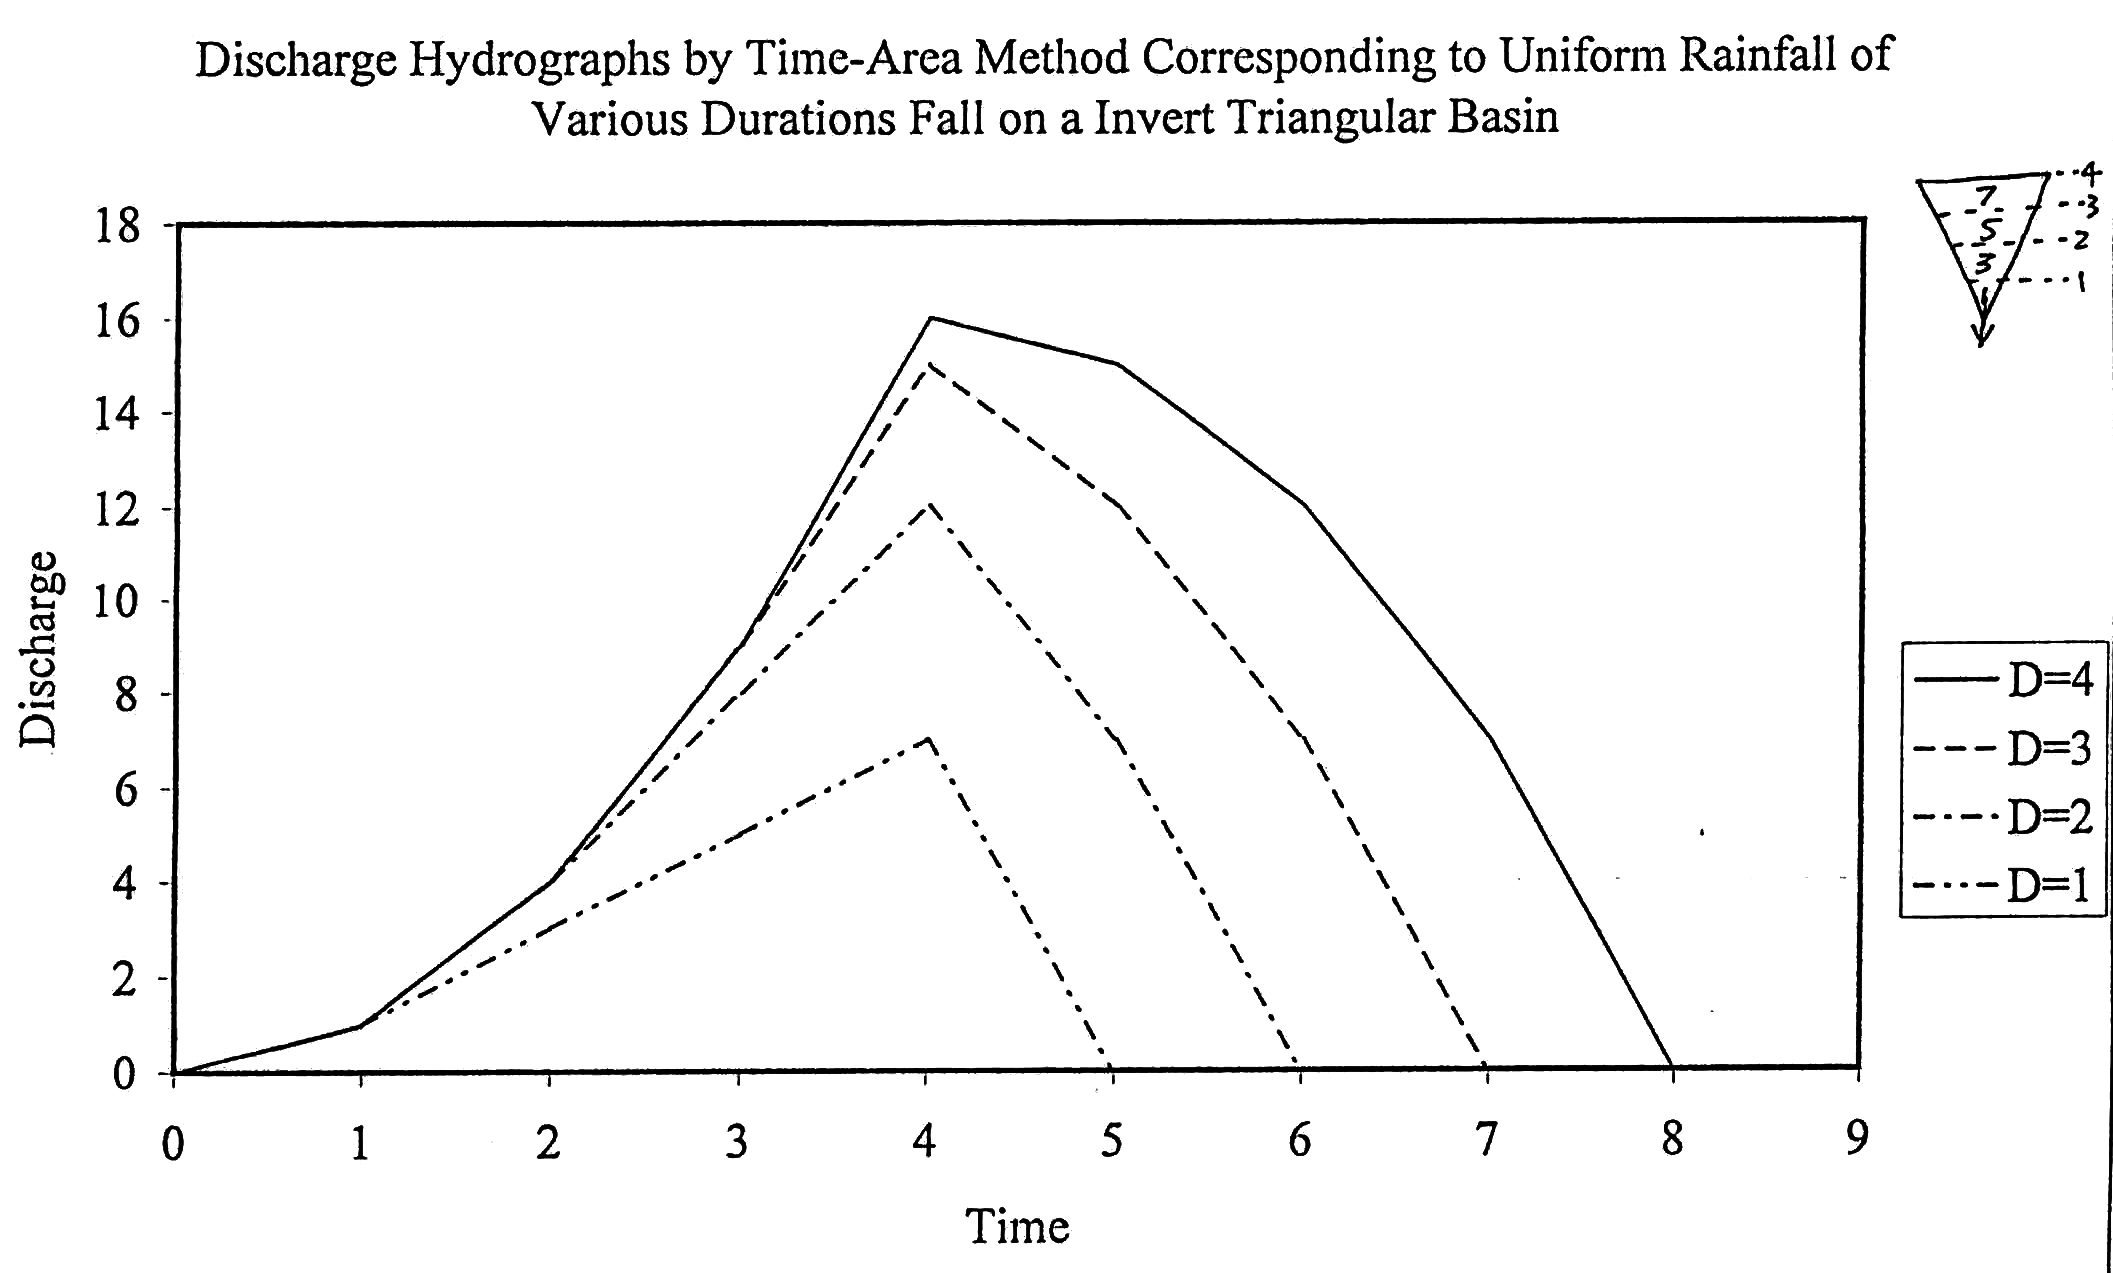 Discharge Hydrographs by Time-Area Method Corresponding to Uniform Rainfall of
Various Durations Fall on a Invert Triangular Basin
4
7
3
5
2
3
1
1
18
16
14
12
10
8
6
4
2
0
Discharge
0 1 2 3 4 5 6 7 8 9
Time
D=4
D=3
D=2
D=1